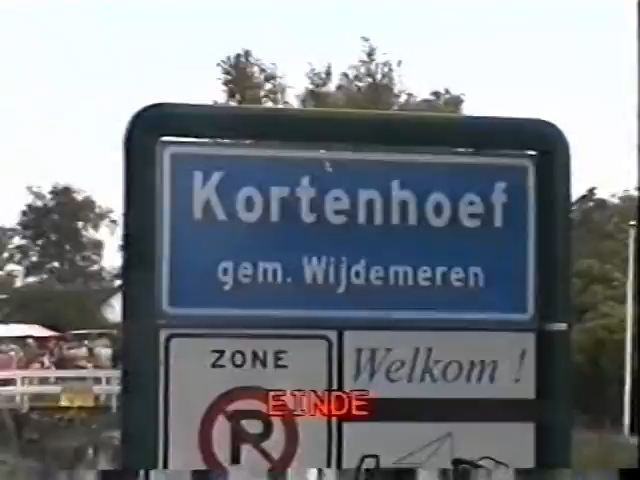 Kortenhoef
gem. Wijdemeren
ZONE
Welkom !
EINDE
P